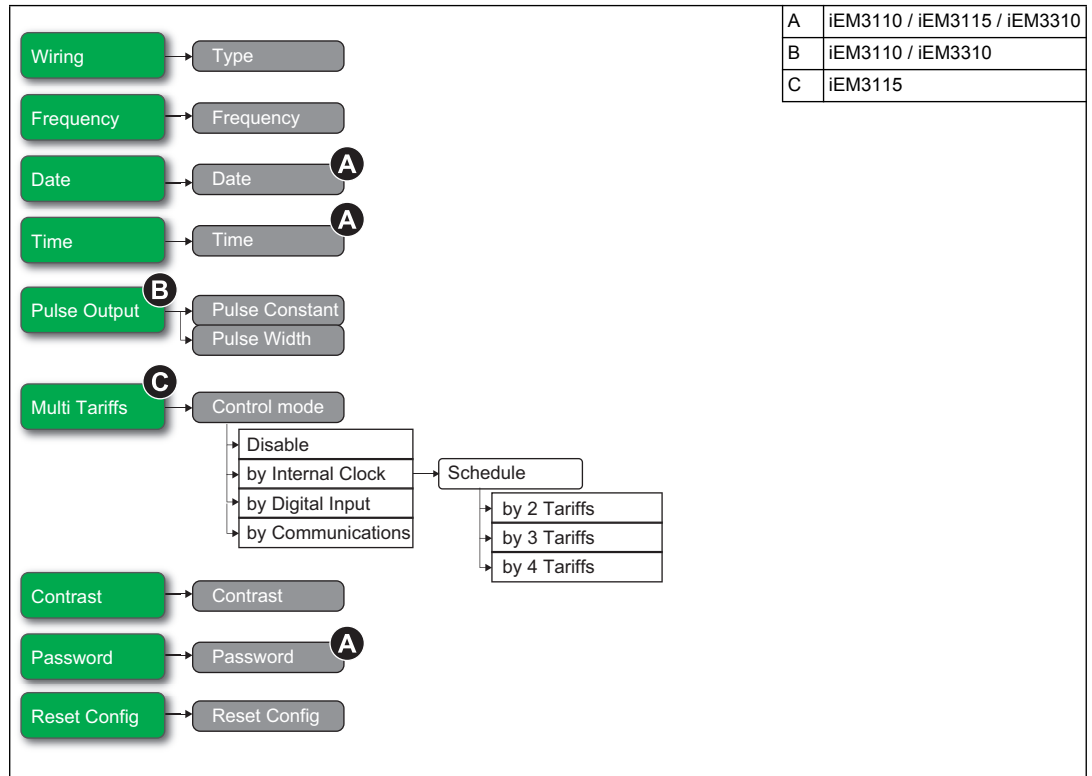 A iEM3110 / iEM3115 / iEM3310
B iEM3110 / iEM3310
C iEM3115
Wiring
Type
Frequency
Frequency
Date
Date
A
Time
Time
A
Pulse Output
B
Pulse Constant
Pulse Width
Multi Tariffs
C
Control mode
Disable
by Internal Clock
Schedule
by Digital Input
by 2 Tariffs
by Communications
by 3 Tariffs
by 4 Tariffs
Contrast
Contrast
Password
Password
A
Reset Config
Reset Config